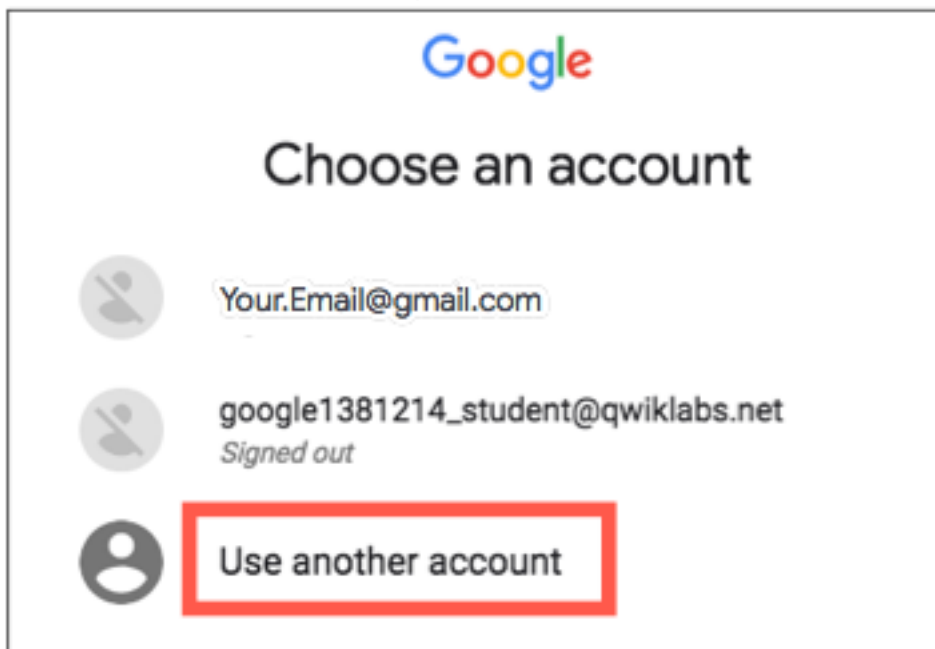 Google
Choose an account
Your.Email@gmail.com
google1381214_student@qwiklabs.net
Signed out
Use another account